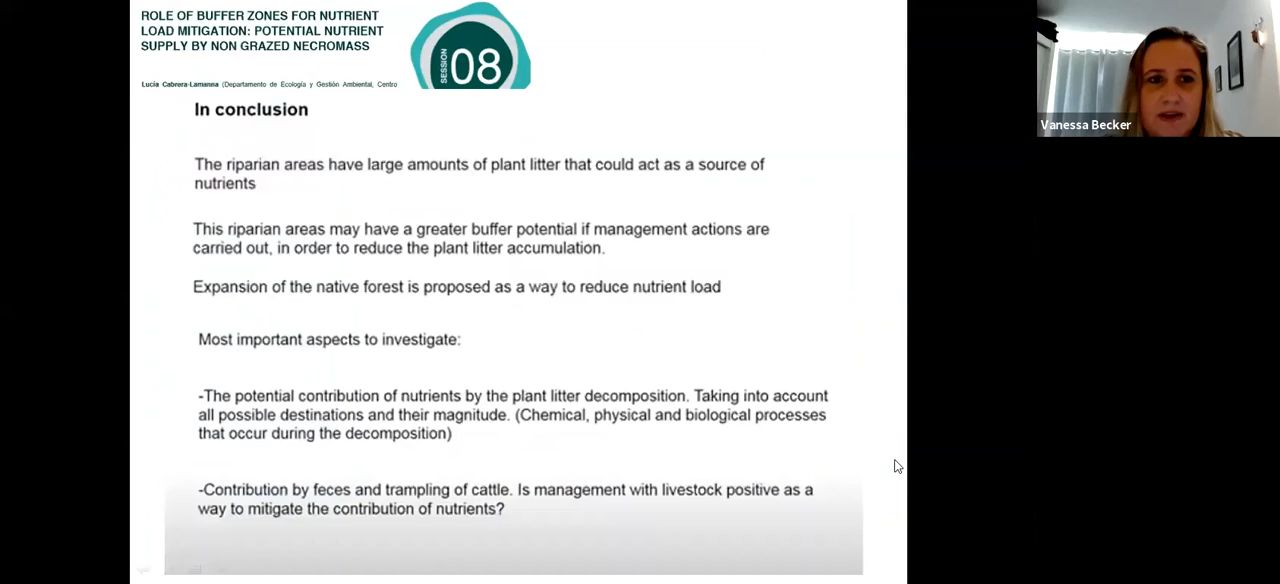 ROLE OF BUFFER ZONES FOR NUTRIENT
LOAD MITIGATION: POTENTIAL NUTRIENT
SUPPLY BY NON GRAZED NECROMASS
SESSION 08
Lucía Cabrera-Lamanna (Departamento de Ecología y Gestión Ambiental, Centro
Vanessa Becker
In conclusion
The riparian areas have large amounts of plant litter that could act as a source of
nutrients
This riparian areas may have a greater buffer potential if management actions are
carried out, in order to reduce the plant litter accumulation.
Expansion of the native forest is proposed as a way to reduce nutrient load
Most important aspects to investigate:
-The potential contribution of nutrients by the plant litter decomposition. Taking into account
all possible destinations and their magnitude. (Chemical, physical and biological processes
that occur during the decomposition)
-Contribution by feces and trampling of cattle. Is management with livestock positive as a
way to mitigate the contribution of nutrients?